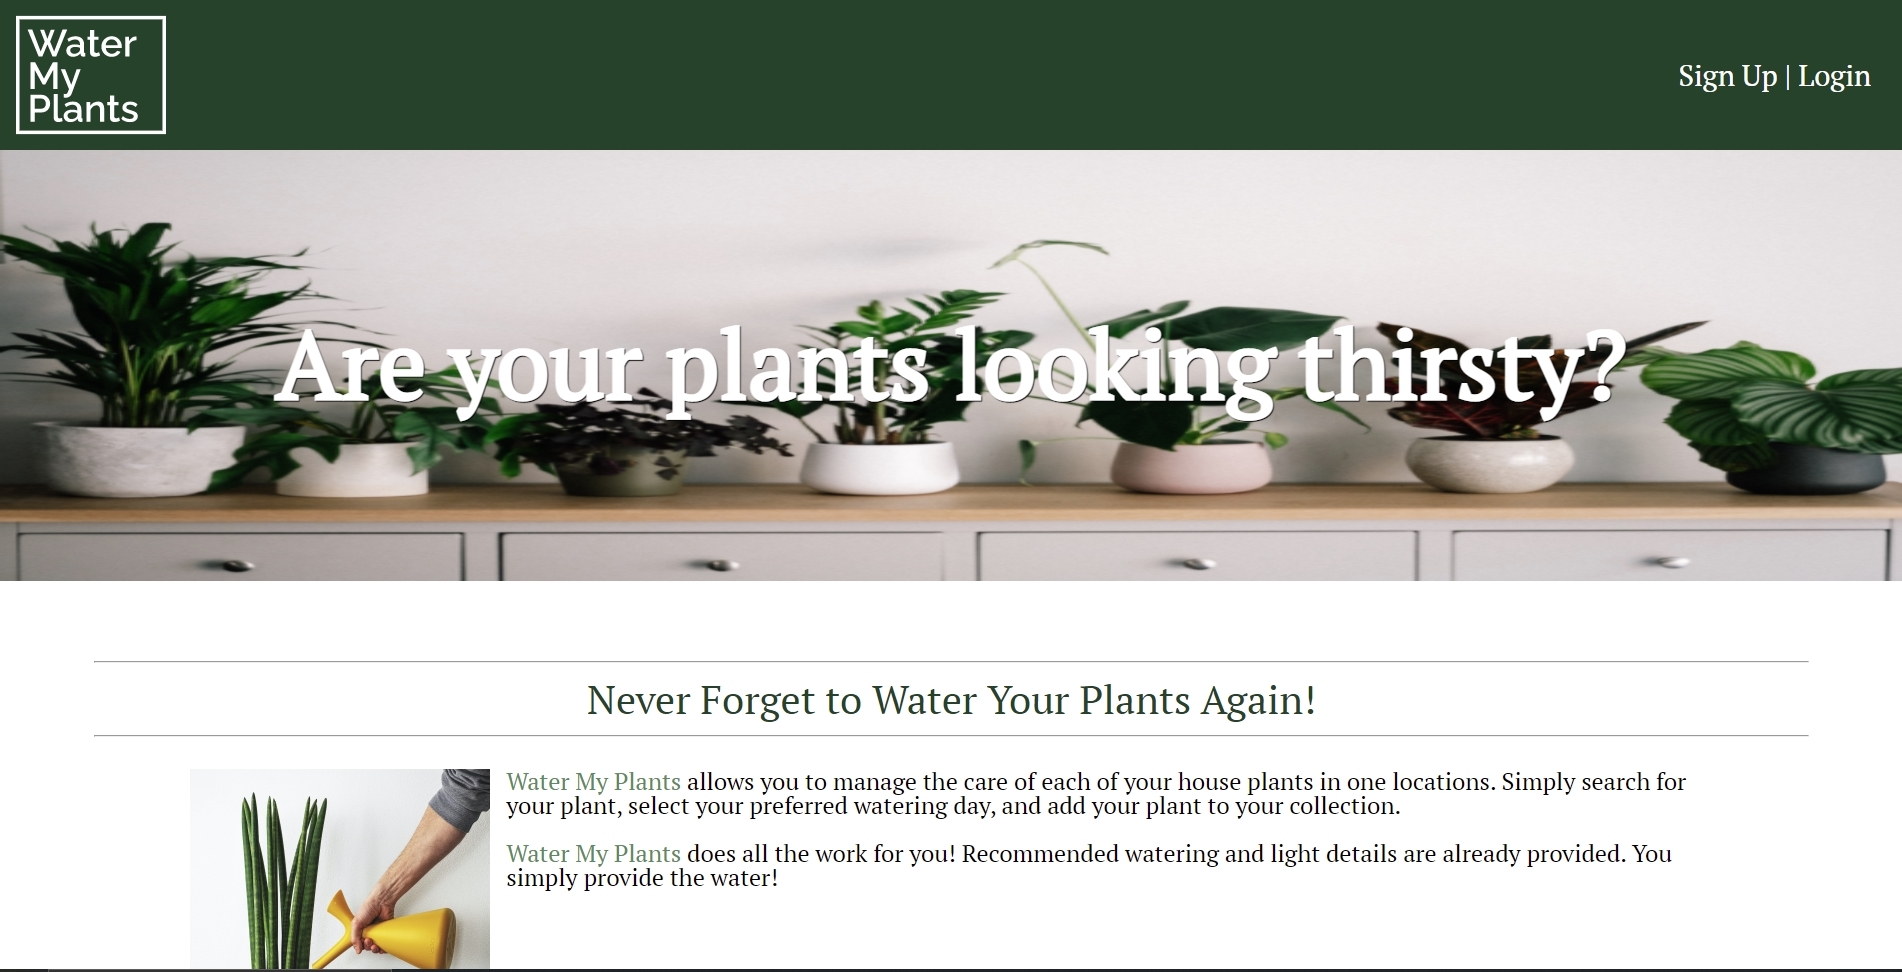 Water
My
Plants
Sign Up | Login
Are your plants looking thirsty?
Never Forget to Water Your Plants Again!
Water My Plants allows you to manage the care of each of your house plants in one locations. Simply search for
your plant, select your preferred watering day, and add your plant to your collection.
Water My Plants does all the work for you! Recommended watering and light details are already provided. You
simply provide the water!